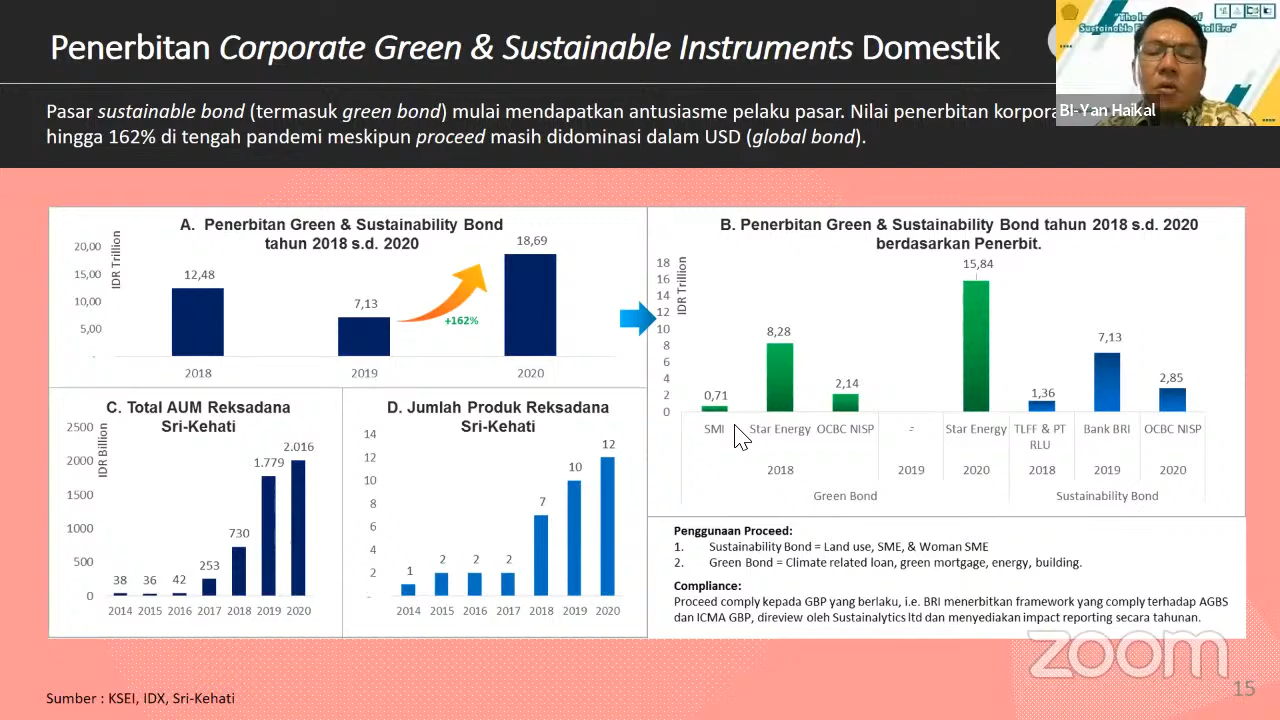 Penerbitan Corporate Green & Sustainable Instruments Domestik
Pasar sustainable bond (termasuk green bond) mulai mendapatkan antusiasme pelaku pasar. Nilai penerbitan
hingga 162% di tengah pandemi meskipun proceed masih didominasi dalam USD (global bond).
"The
of
Sustainable
Era"
BI-Yan Haikal
A. Penerbitan Green & Sustainability Bond
tahun 2018 s.d. 2020
IDR Trillion
20,00
15,00
10,00
5,00
-
12,48
7,13
18,69
+162%
2018 2019 2020
B. Penerbitan Green & Sustainability Bond tahun 2018 s.d. 2020
berdasarkan Penerbit.
IDR Trillion
18
16
14
12
10
8
6
4
2
0
0,71
8,28
2,14
15,84
1,36
7,13
2,85
SMI Star Energy OCBC NISP - Star Energy TLFF & PT Bank BRI OCBC NISP
RLU
2018 2019 2020 2018 2019 2020
Green Bond Sustainability Bond
C. Total AUM Reksadana
Sri-Kehati
IDR Billion
2500
2000
1500
1000
500
0
38 36 42 253 730 1.779 2.016
2014 2015 2016 2017 2018 2019 2020
D. Jumlah Produk Reksadana
Sri-Kehati
14
12
10
8
6
4
2
-
1 2 2 2 7 10 12
2014 2015 2016 2017 2018 2019 2020
Penggunaan Proceed:
1. Sustainability Bond = Land use, SME, & Woman SME
2. Green Bond = Climate related loan, green mortgage, energy, building.
Compliance:
Proceed comply kepada GBP yang berlaku, i.e. BRI menerbitkan framework yang comply terhadap AGBS
dan ICMA GBP, direview oleh Sustainalytics ltd dan menyediakan impact reporting secara tahunan.
zoom
Sumber : KSEI, IDX, Sri-Kehati
15